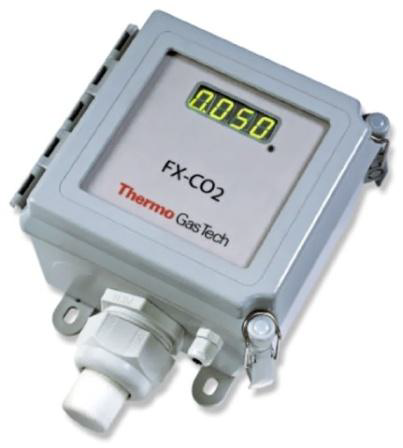 0.050
FX-CO2
Thermo GasTech